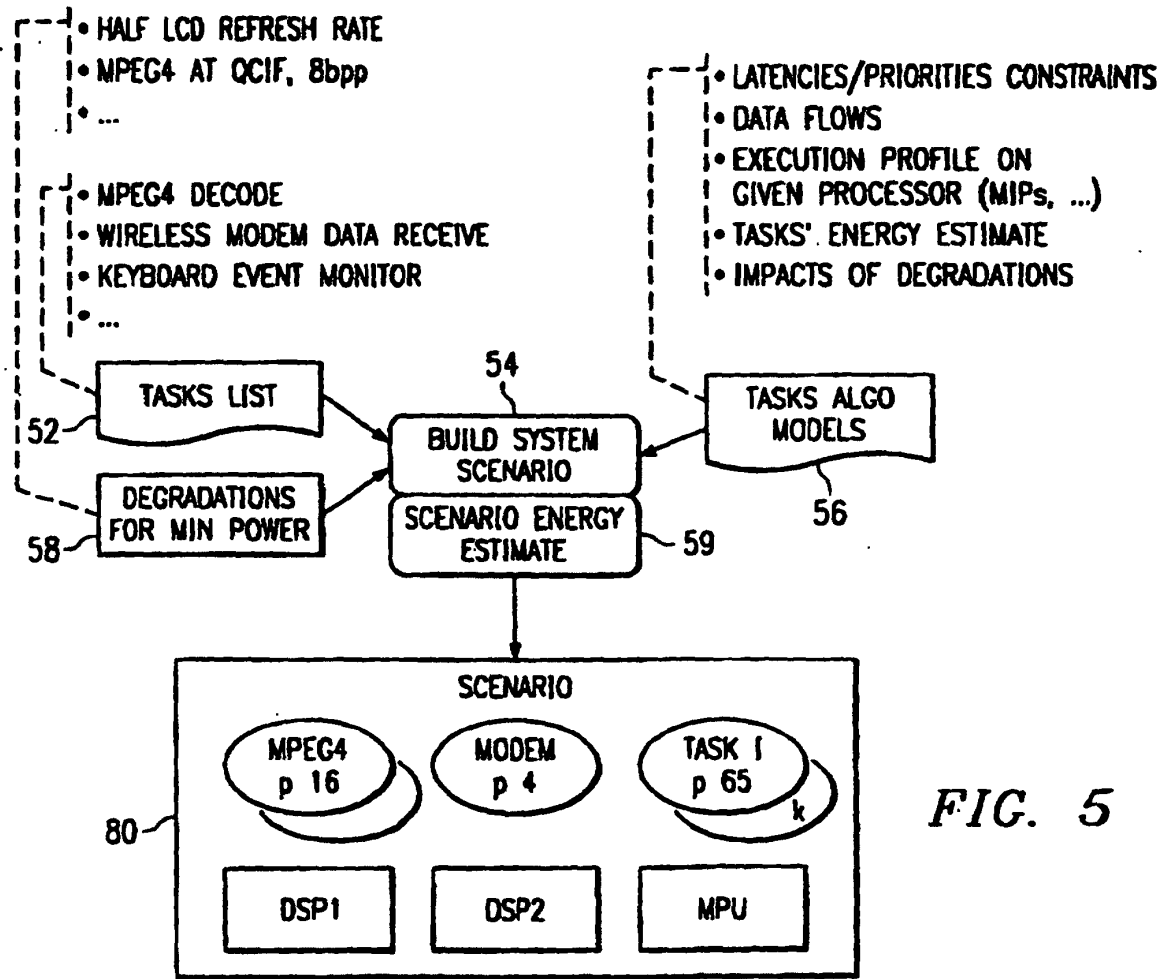 • HALF LCD REFRESH RATE
• MPEG4 AT QCIF, 8bpp
• ...
• MPEG4 DECODE
• WIRELESS MODEM DATA RECEIVE
• KEYBOARD EVENT MONITOR
• ...
• LATENCIES/PRIORITIES CONSTRAINTS
• DATA FLOWS
• EXECUTION PROFILE ON
GIVEN PROCESSOR (MIPs, ...)
• TASKS' ENERGY ESTIMATE
• IMPACTS OF DEGRADATIONS
TASKS LIST
52
DEGRADATIONS
FOR MIN POWER
58
54
BUILD SYSTEM
SCENARIO
SCENARIO ENERGY
ESTIMATE
59
TASKS ALGO
MODELS
56
SCENARIO
MPEG4
p 16
MODEM
p 4
TASK I
p 65
k
80
DSP1
DSP2
MPU
FIG. 5